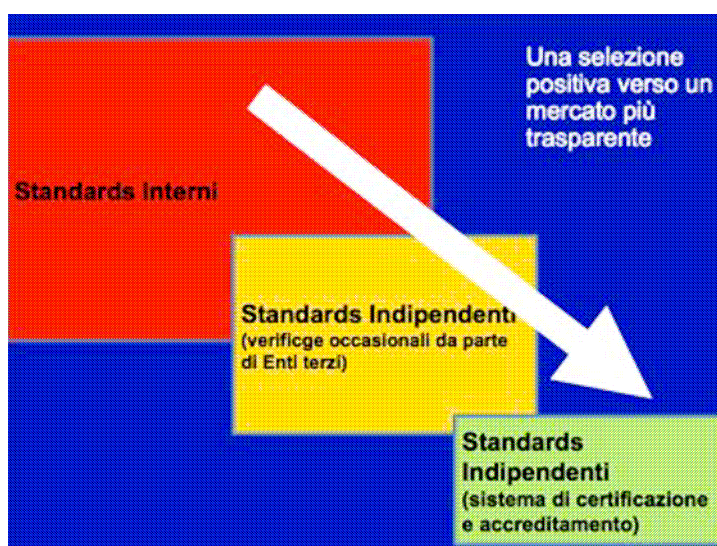 Una selezione
positiva verso un
mercato più
trasparente
Standards Interni
Standards Indipendenti
(verificge occasionali da parte
di Enti terzi)
Standards
Indipendenti
(sistema di certificazione
e accreditamento)